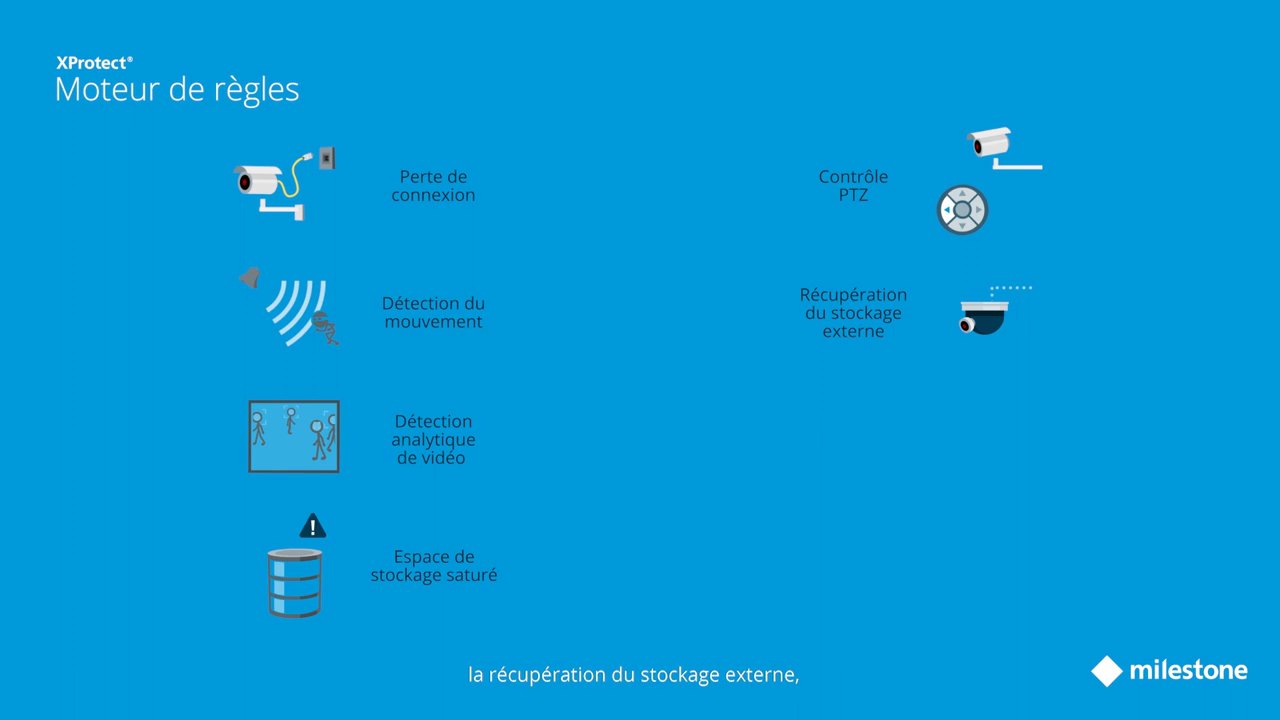 XProtect®
Moteur de règles
Perte de
connexion
Détection du
mouvement
Détection
analytique
de vidéo
Espace de
stockage saturé
Contrôle
PTZ
Récupération
du stockage
externe
la récupération du stockage externe,
milestone